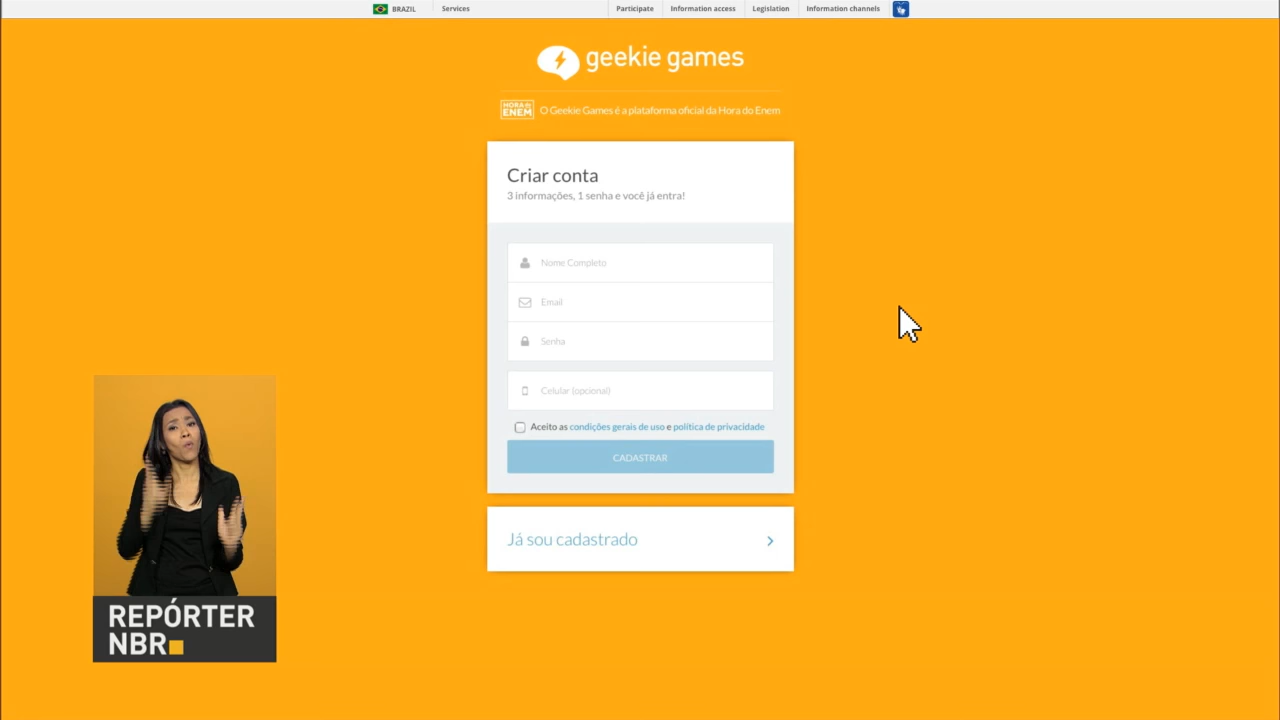 BRAZIL
Services
Participate
Information access
Legislation
Information channels
geekie games
HORA do ENEM
O Geekie Games é a plataforma oficial da Hora do Enem
Criar conta
3 informações, 1 senha e você já entra!
Nome Completo
Email
Senha
Celular (opcional)
Aceito as condições gerais de uso e política de privacidade
CADASTRAR
Já sou cadastrado
REPÓRTER
NBR